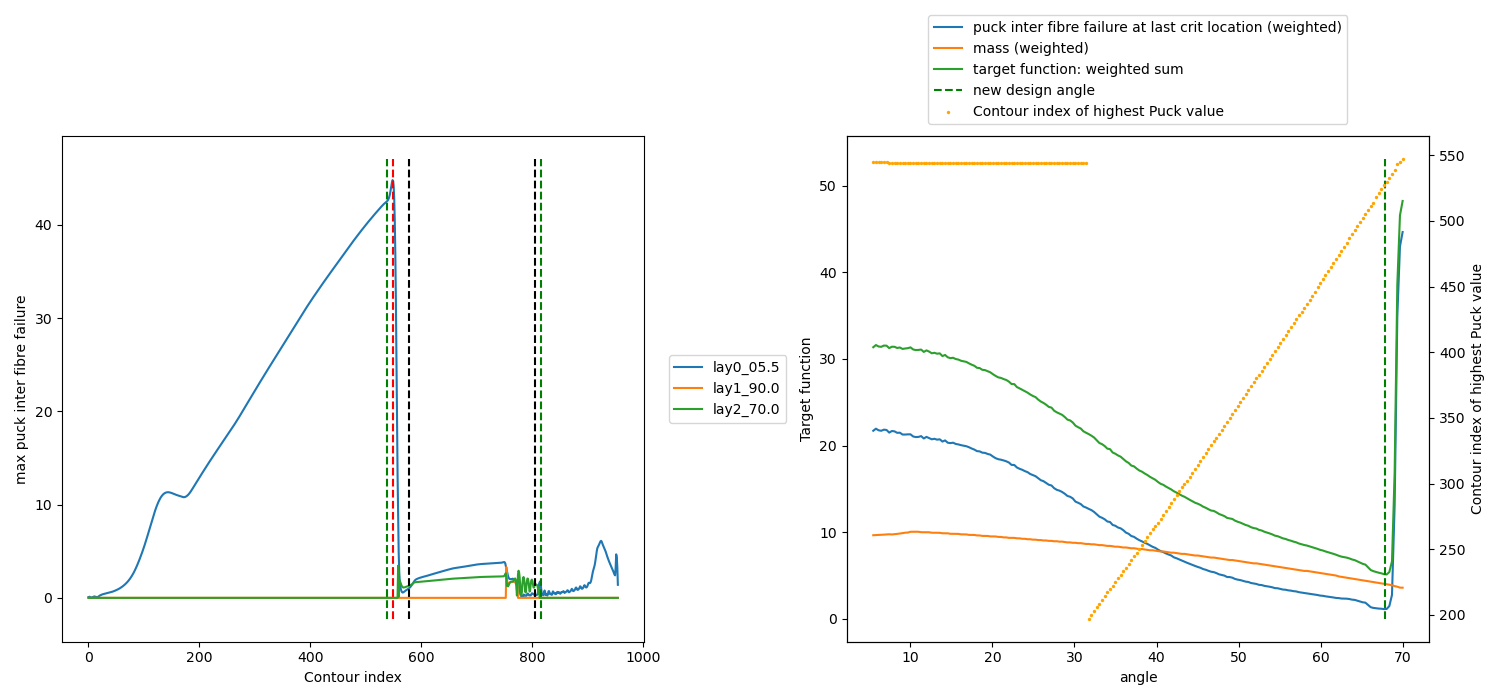 puck inter fibre failure at last crit location (weighted)
mass (weighted)
target function: weighted sum
new design angle
Contour index of highest Puck value
max puck inter fibre failure
40
30
20
10
0
0
200
400
600
800
1000
Contour index
lay0_05.5
lay1_90.0
lay2_70.0
Target function
50
40
30
20
10
0
10
20
30
40
50
60
70
angle
550
500
450
400
350
300
250
200
Contour index of highest Puck value